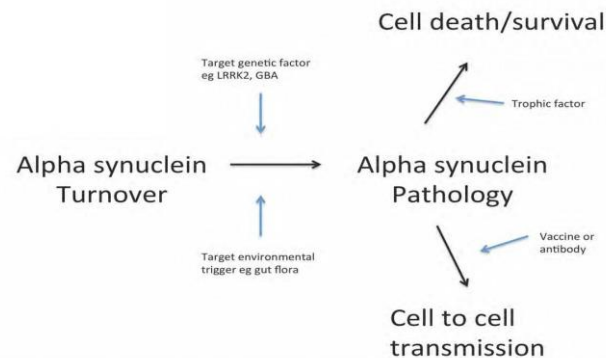 Cell death/survival
Target genetic factor
eg LRRK2, GBA
Trophic factor
Alpha synuclein
Turnover
Alpha synuclein
Pathology
Vaccine or
antibody
Target environmental
trigger eg gut flora
Cell to cell
transmission